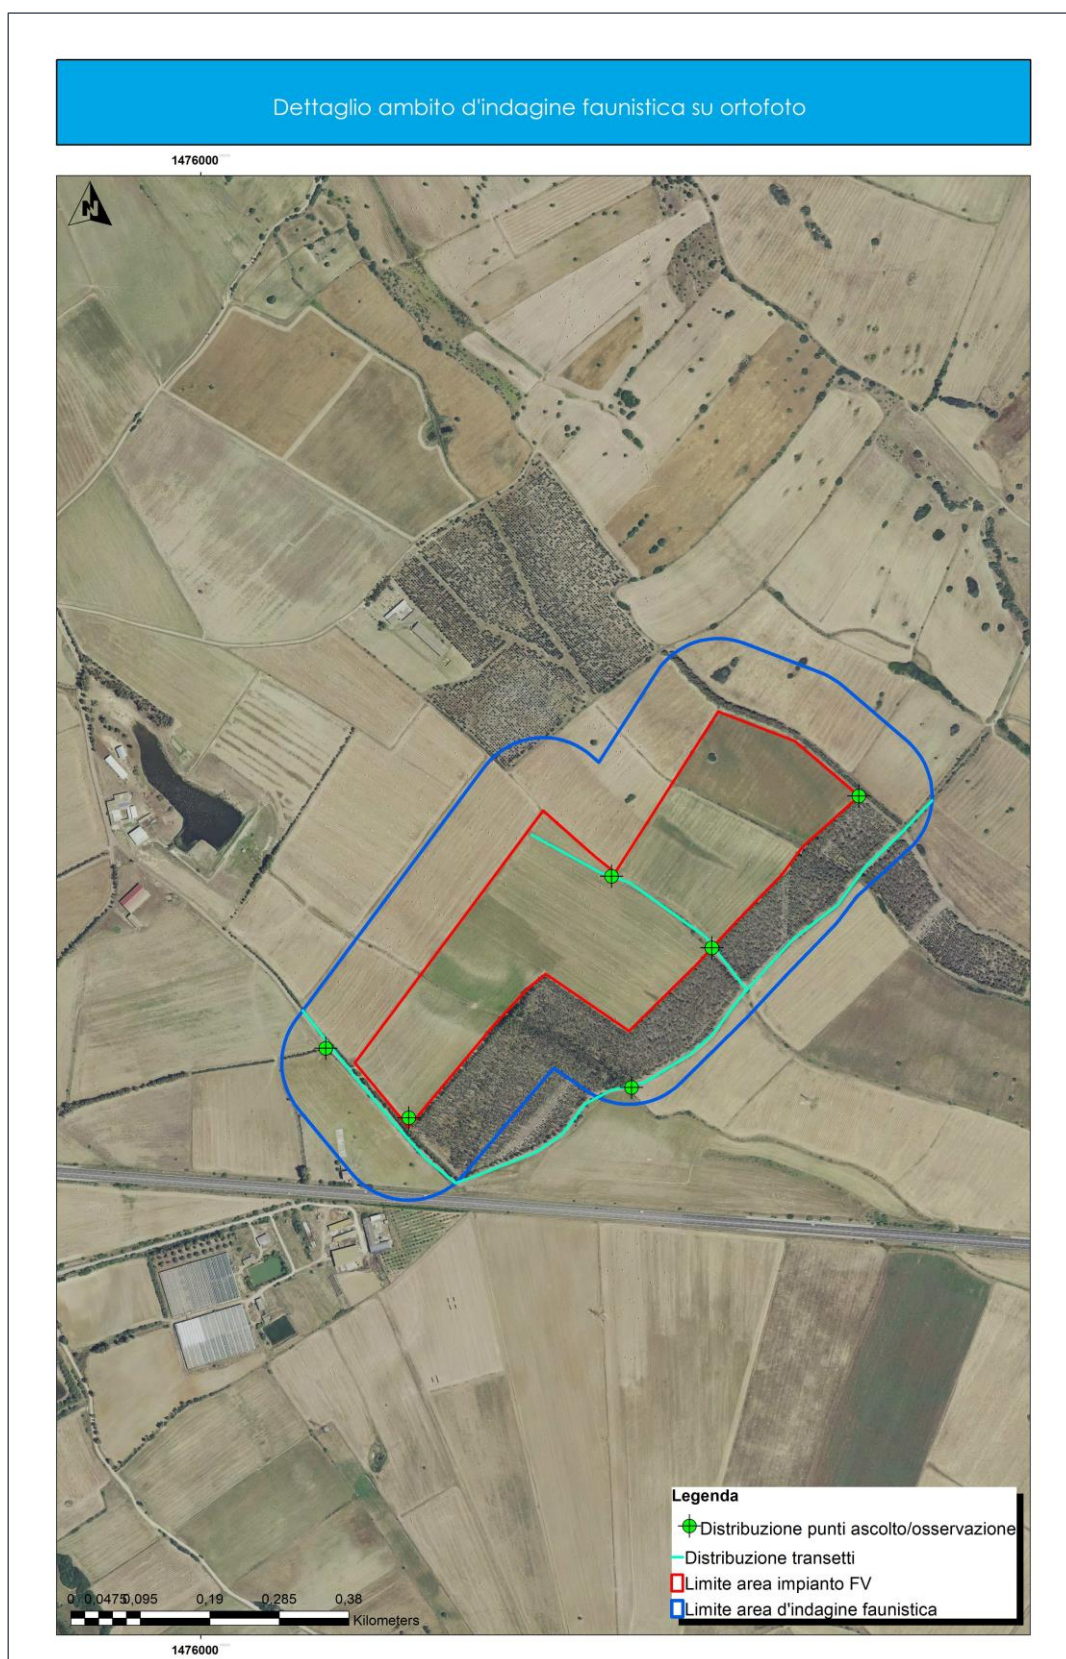 Dettaglio ambito d'indagine faunistica su ortofoto
1476000
N
Legenda
Distribuzione punti ascolto/osservazione
Distribuzione transetti
Limite area impianto FV
Limite area d'indagine faunistica
0 0,0475 0,095 0,19 0,285 0,38
Kilometers
1476000